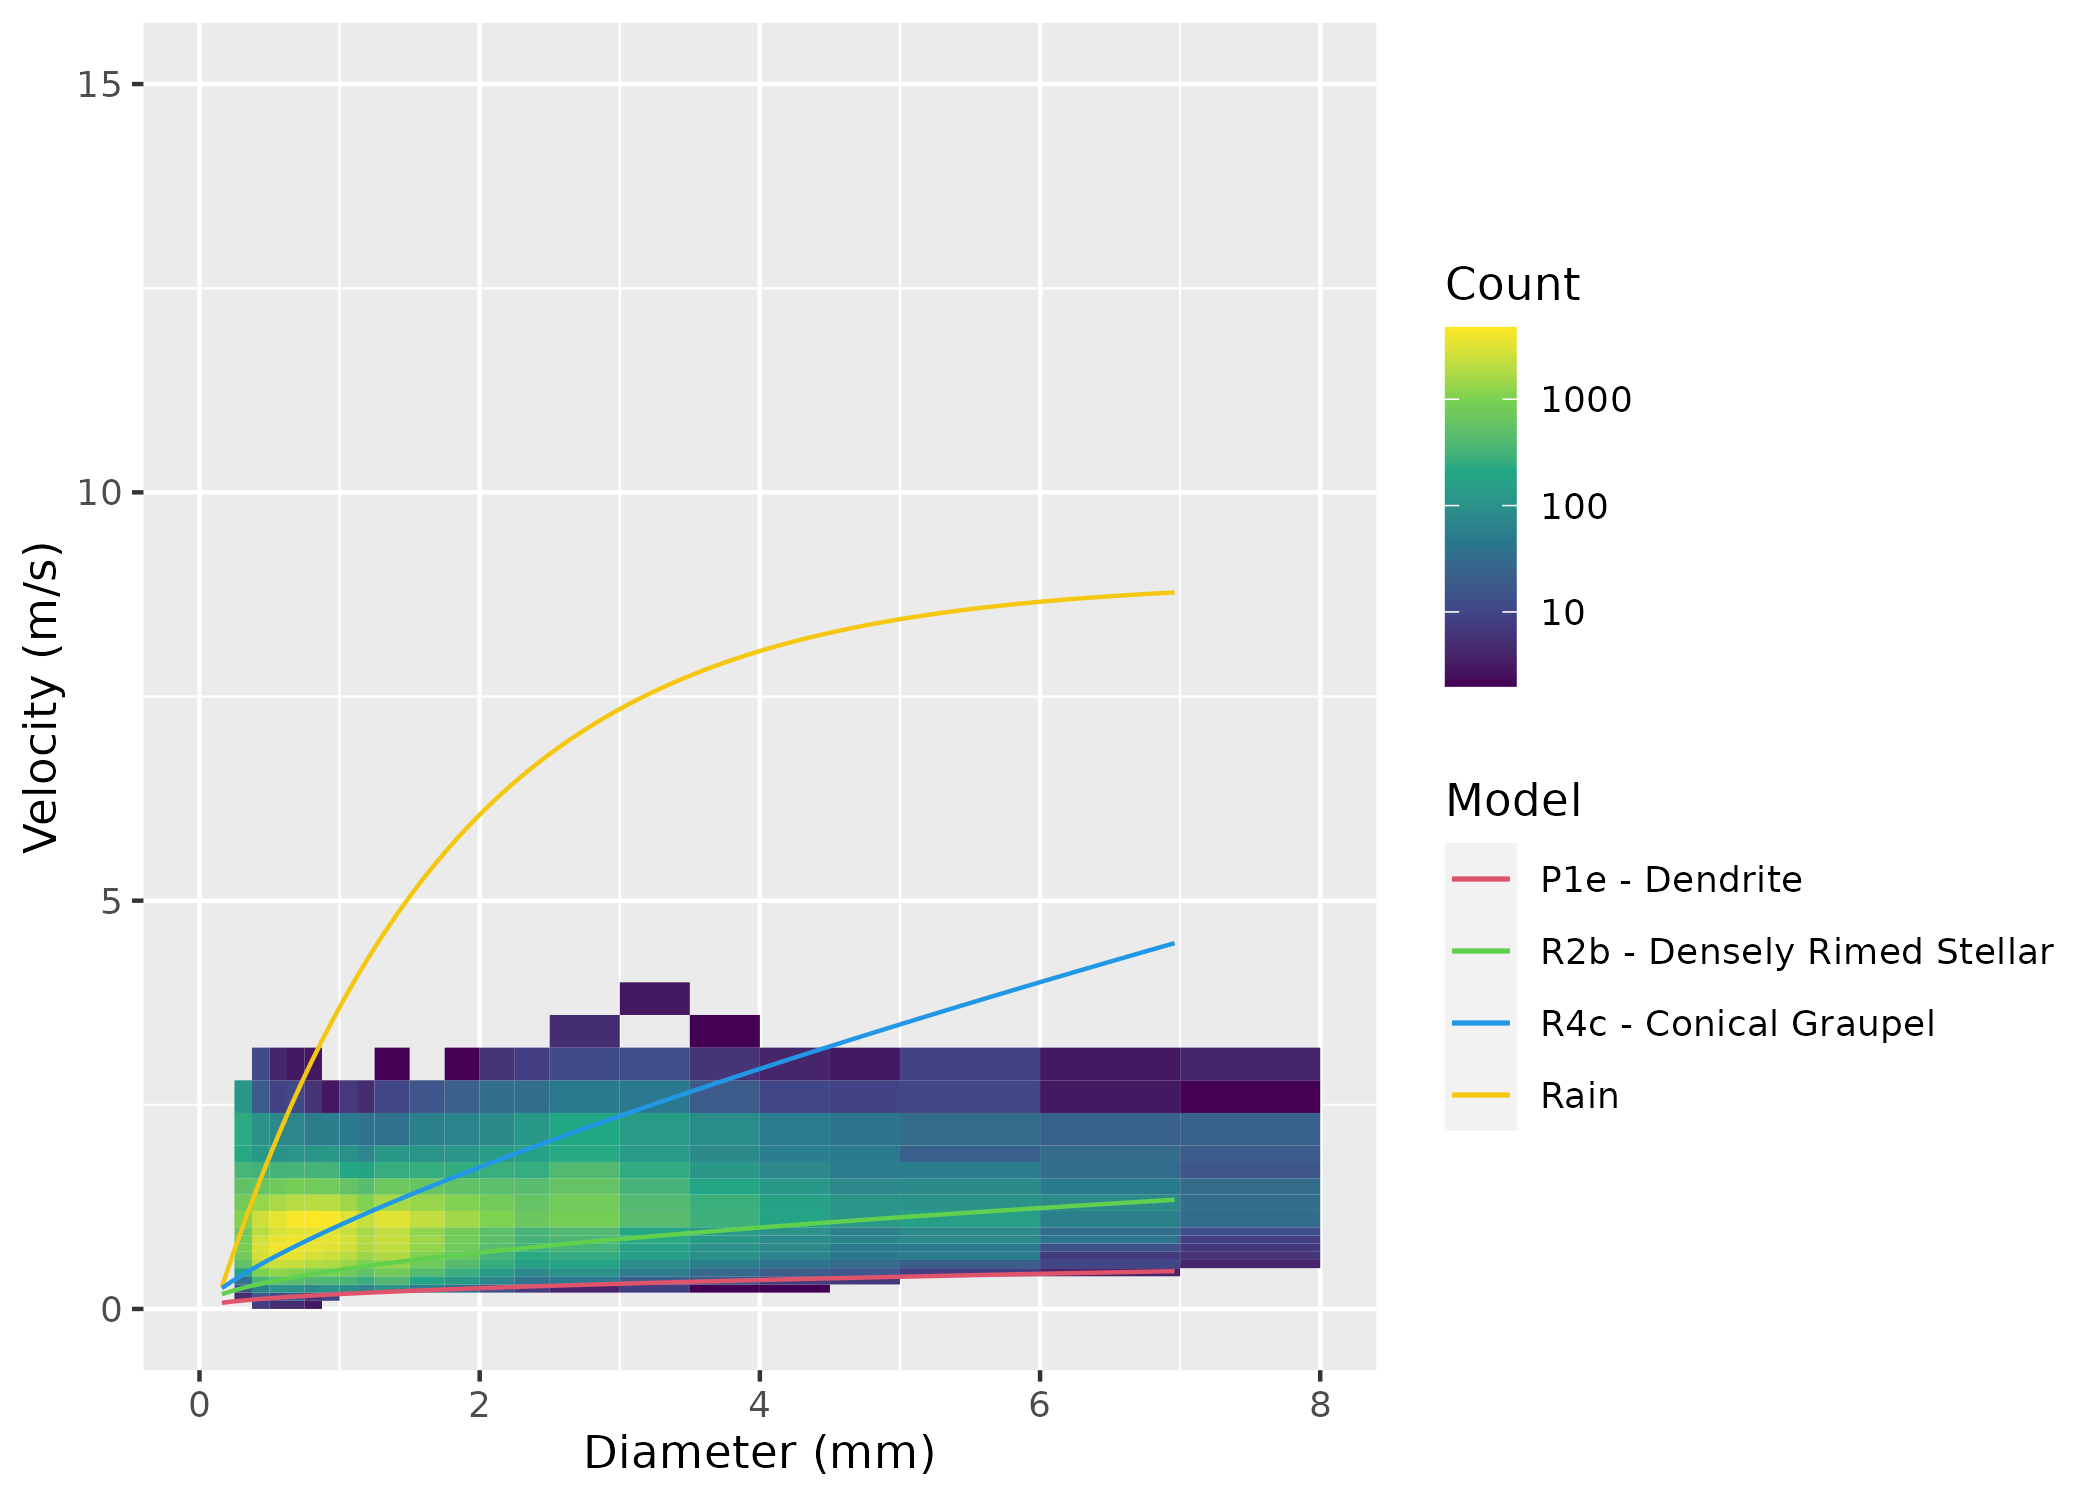 15
10
5
0
Velocity (m/s)
0 2 4 6 8
Diameter (mm)
Count
1000
100
10
Model
P1e - Dendrite
R2b - Densely Rimed Stellar
R4c - Conical Graupel
Rain